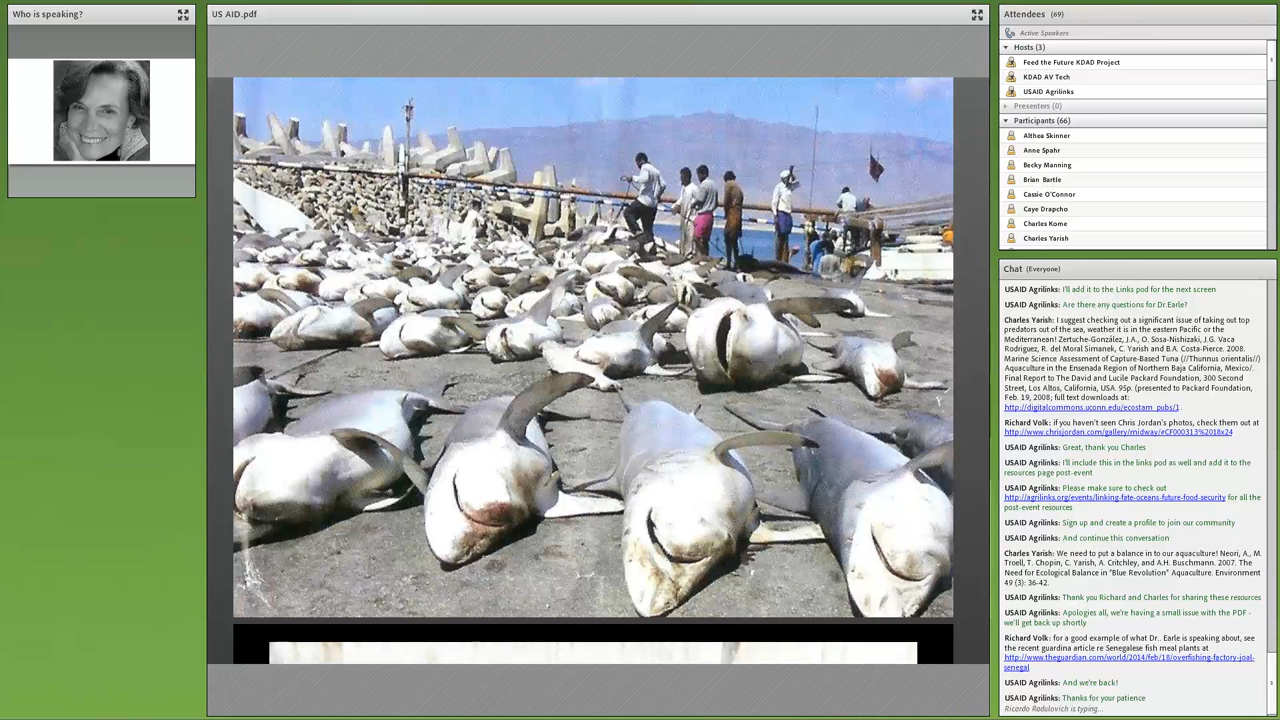 Who is speaking?
US AID.pdf
Attendees (69)
Active Speakers
Hosts (3)
Feed the Future KDAD Project
KDAD AV Tech
USAID Agrilinks
Presenters (0)
Participants (66)
Althea Skinner
Anne Spahr
Becky Manning
Brian Bartle
Cassie O'Connor
Caye Drapcho
Charles Kome
Charles Yarish
Chat (Everyone)
USAID Agrilinks: I'll add it to the Links pod for the next screen
USAID Agrilinks: Are there any questions for Dr.Earle?
Charles Yarish: I suggest checking out a significant issue of taking out top
predators out of the sea, weather it is in the eastern Pacific or the
Mediterranean! Zertuche-González, J.A., O. Sosa-Nishizaki, J.G. Vaca
Rodriguez, R. del Moral Simanek, C. Yarish and B.A. Costa-Pierce. 2008.
Marine Science Assessment of Capture-Based Tuna (//Thunnus orientalis//)
Aquaculture in the Ensenada Region of Northern Baja California, Mexico/.
Final Report to The David and Lucile Packard Foundation, 300 Second
Street, Los Altos, California, USA. 95p. (presented to Packard Foundation,
Feb. 19, 2008; full text downloads at:
http://digitalcommons.uconn.edu/ecostam_pubs/1 .
Richard Volk: if you haven't seen Chris Jordan's photos, check them out at
http://www.chrisjordan.com/gallery/midway/#CF000313%2018x24
USAID Agrilinks: Great, thank you Charles
USAID Agrilinks: I'll include this in the links pod as well and add it to the
resources page post-event
USAID Agrilinks: Please make sure to check out
http://agrilinks.org/events/linking-fate-oceans-future-food-security for all the
post-event resources
USAID Agrilinks: Sign up and create a profile to join our community
USAID Agrilinks: And continue this conversation
Charles Yarish: We need to put a balance in to our aquaculture! Neori, A., M.
Troell, T. Chopin, C. Yarish, A. Critchley, and A.H. Buschmann. 2007. The
Need for Ecological Balance in "Blue Revolution" Aquaculture. Environment
49 (3): 36-42.
USAID Agrilinks: Thank you Richard and Charles for sharing these resources
USAID Agrilinks: Apologies all, we're having a small issue with the PDF -
we'll get back up shortly
Richard Volk: for a good example of what Dr.. Earle is speaking about, see
the recent guardina article re Senegalese fish meal plants at
http://www.theguardian.com/world/2014/feb/18/overfishing-factory-joal-
senegal
USAID Agrilinks: And we're back!
USAID Agrilinks: Thanks for your patience
Ricardo Radulovich is typing...